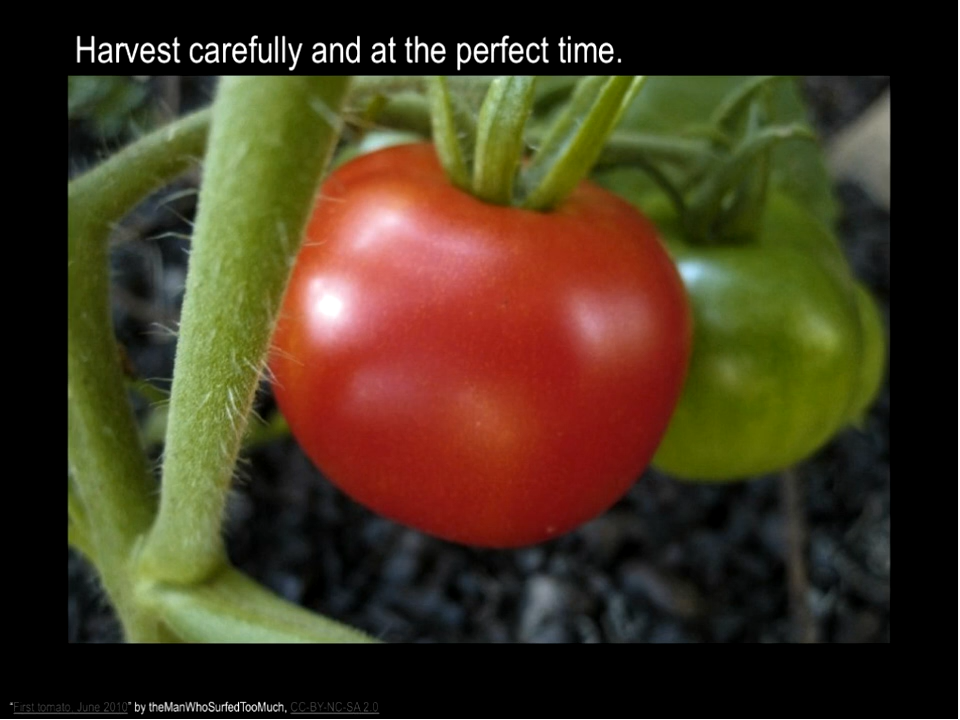 Harvest carefully and at the perfect time.
“First tomato, June 2010” by theManWhoSurfedTooMuch, CC-BY-NC-SA 2.0